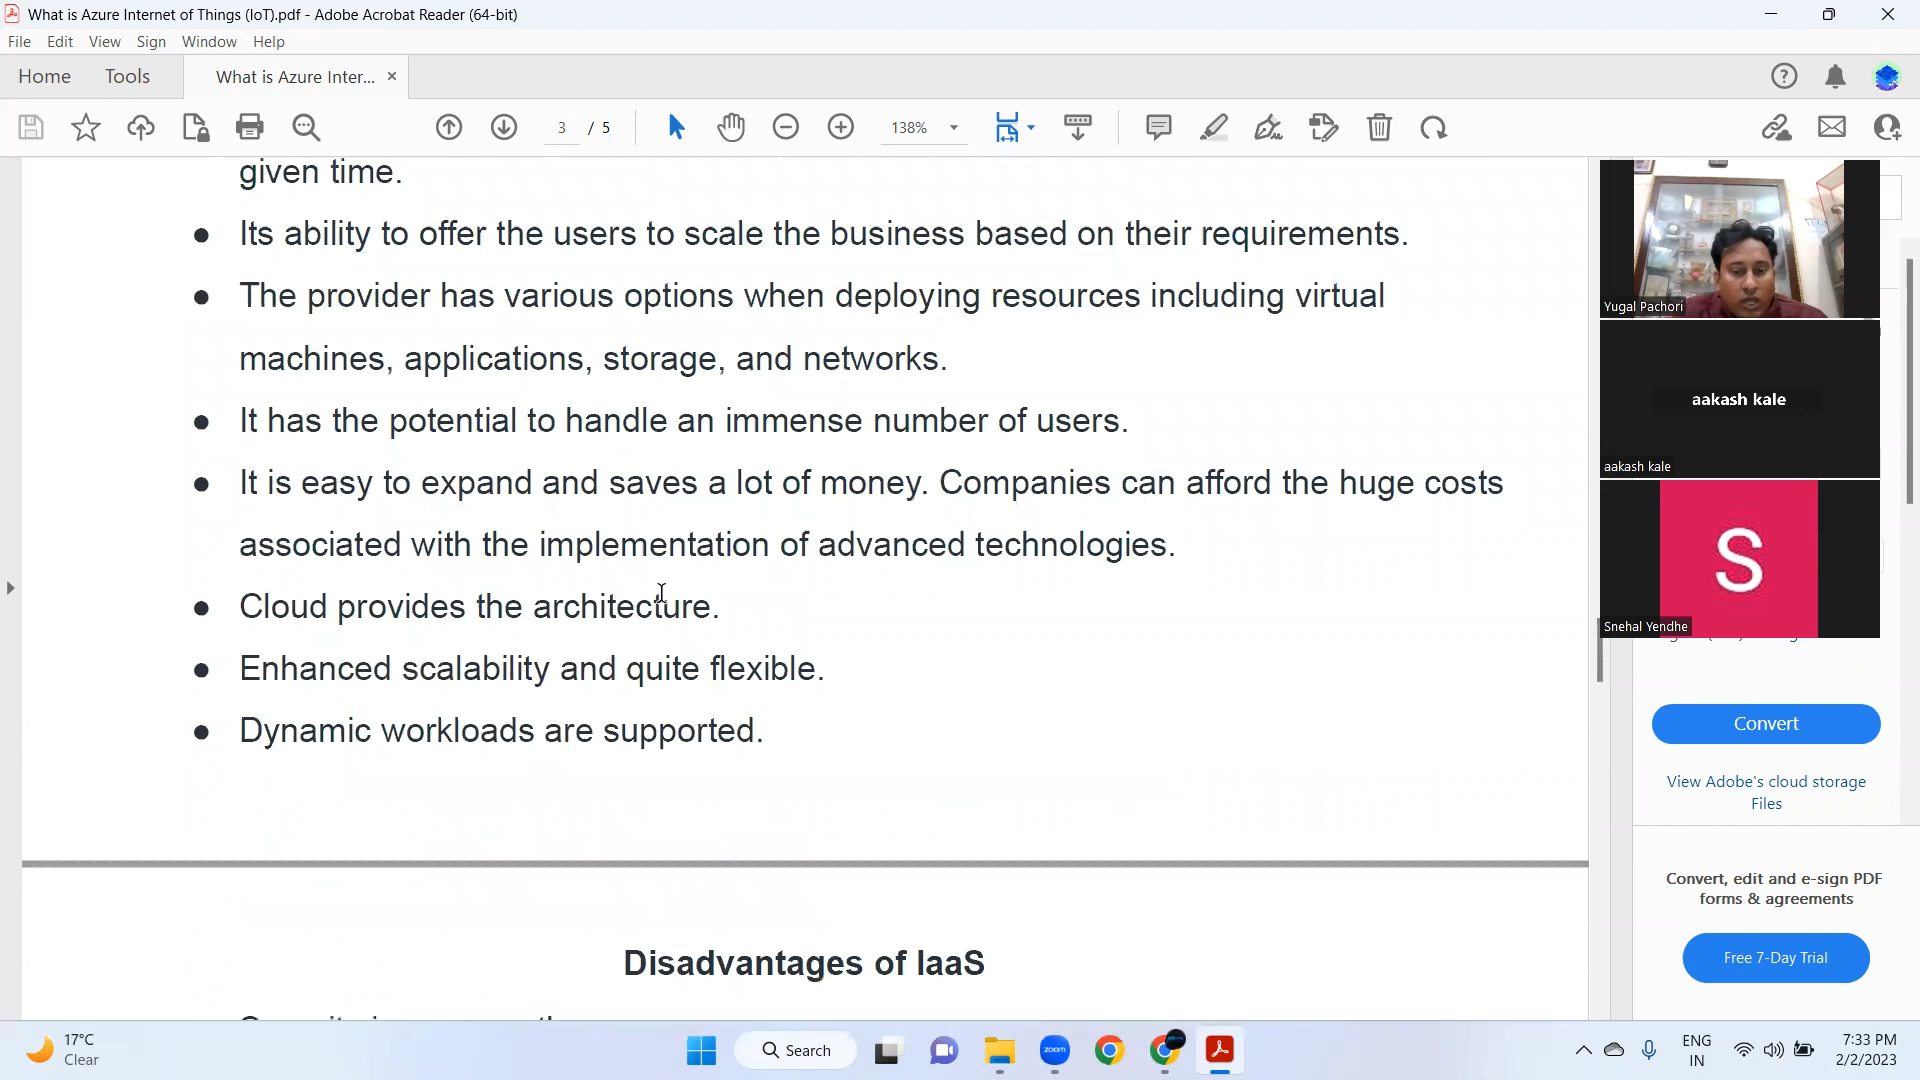 What is Azure Internet of Things (IoT).pdf - Adobe Acrobat Reader (64-bit)
File Edit View Sign Window Help
Home Tools What is Azure Inter... ×
3 / 5 138%
given time.
● Its ability to offer the users to scale the business based on their requirements.
● The provider has various options when deploying resources including virtual
machines, applications, storage, and networks.
● It has the potential to handle an immense number of users.
● It is easy to expand and saves a lot of money. Companies can afford the huge costs
associated with the implementation of advanced technologies.
● Cloud provides the architecture.
● Enhanced scalability and quite flexible.
● Dynamic workloads are supported.
Disadvantages of IaaS
Yugal Pachori
aakash kale
aakash kale
S
Snehal Yendhe
Convert
View Adobe's cloud storage
Files
Convert, edit and e-sign PDF
forms & agreements
Free 7-Day Trial
17°C
Clear
Search
zoom
ENG
IN
7:33 PM
2/2/2023